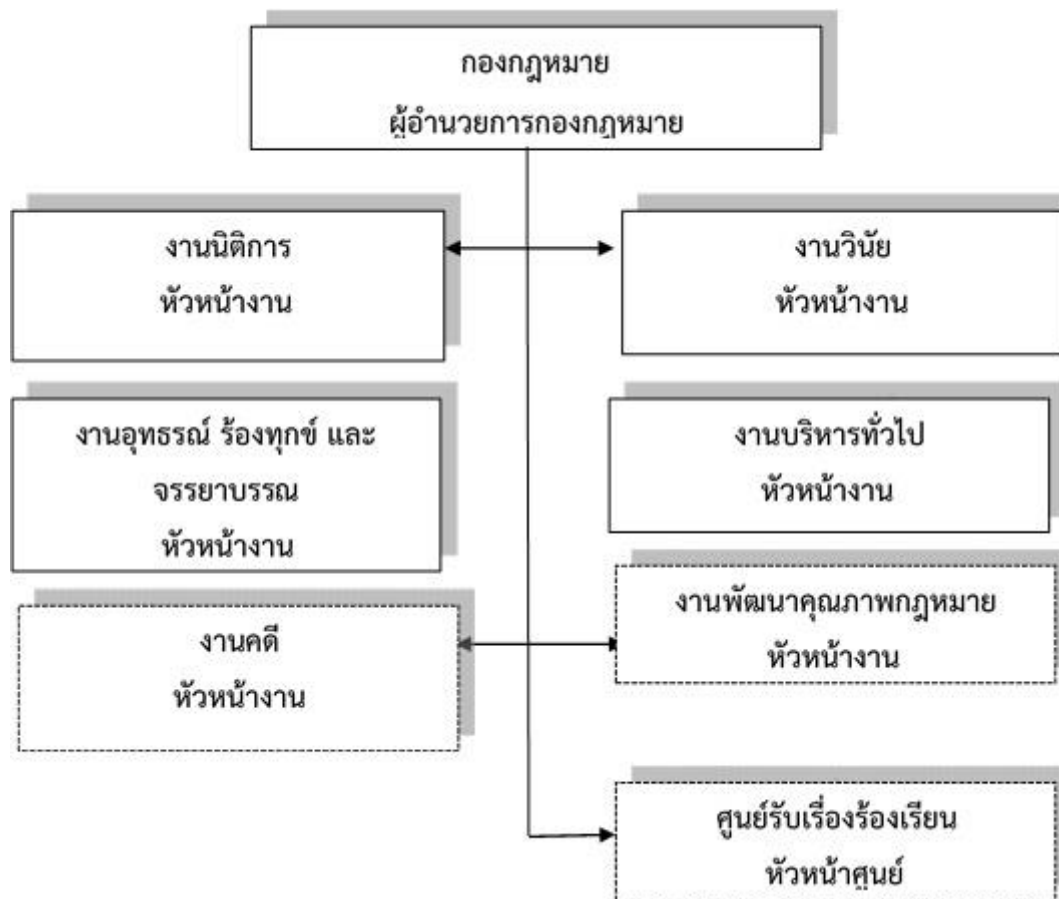 กองกฎหมาย
ผู้อำนวยการกองกฎหมาย
งานนิติการ
หัวหน้างาน
งานวินัย
หัวหน้างาน
งานอุทธรณ์ ร้องทุกข์ และ
จรรยาบรรณ
หัวหน้างาน
งานบริหารทั่วไป
หัวหน้างาน
งานคดี
หัวหน้างาน
งานพัฒนาคุณภาพกฎหมาย
หัวหน้างาน
ศูนย์รับเรื่องร้องเรียน
หัวหน้าศูนย์